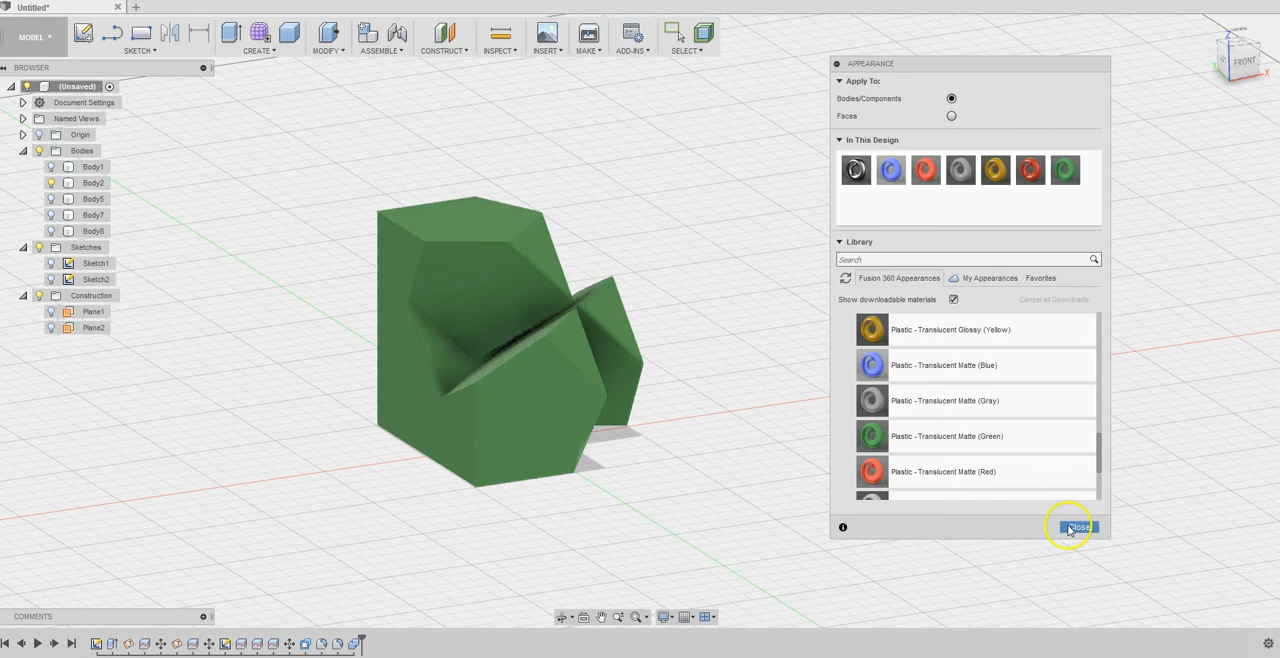 Untitled*
MODEL
SKETCH
CREATE
MODIFY
ASSEMBLE
CONSTRUCT
INSPECT
INSERT
MAKE
ADD-INS
SELECT
BROWSER
(Unsaved)
Document Settings
Named Views
Origin
Bodies
Body1
Body2
Body5
Body7
Body8
Sketches
Sketch1
Sketch2
Construction
Plane1
Plane2
Z
FRONT
X
Y
APPEARANCE
Apply To:
Bodies/Components
Faces
In This Design
Library
Search
Fusion 360 Appearances
My Appearances
Favorites
Show downloadable materials
Cancel all Downloads
Plastic - Translucent Glossy (Yellow)
Plastic - Translucent Matte (Blue)
Plastic - Translucent Matte (Gray)
Plastic - Translucent Matte (Green)
Plastic - Translucent Matte (Red)
Close
COMMENTS